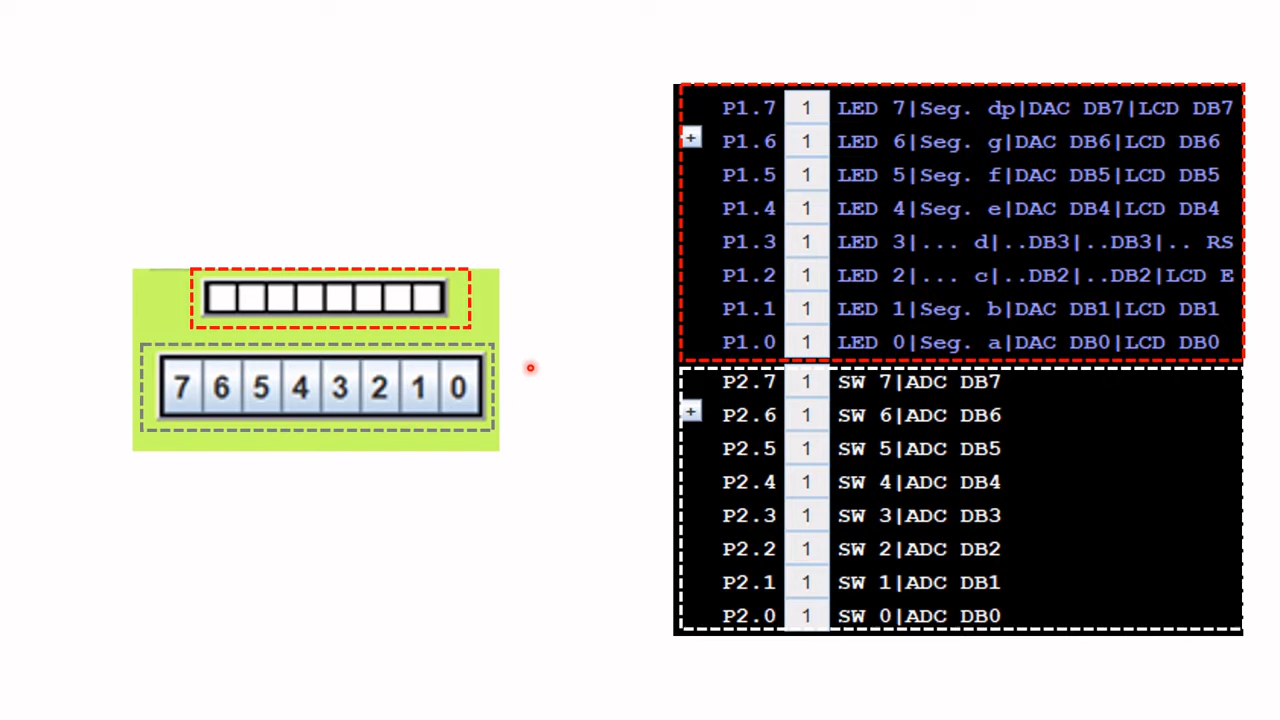 7 6 5 4 3 2 1 0
P1.7 1 LED 7|Seg. dp|DAC DB7|LCD DB7
P1.6 1 LED 6|Seg. g|DAC DB6|LCD DB6
P1.5 1 LED 5|Seg. f|DAC DB5|LCD DB5
P1.4 1 LED 4|Seg. e|DAC DB4|LCD DB4
P1.3 1 LED 3|... d|..DB3|..DB3|.. RS
P1.2 1 LED 2|... c|..DB2|..DB2|LCD E
P1.1 1 LED 1|Seg. b|DAC DB1|LCD DB1
P1.0 1 LED 0|Seg. a|DAC DB0|LCD DB0
P2.7 1 SW 7|ADC DB7
P2.6 1 SW 6|ADC DB6
P2.5 1 SW 5|ADC DB5
P2.4 1 SW 4|ADC DB4
P2.3 1 SW 3|ADC DB3
P2.2 1 SW 2|ADC DB2
P2.1 1 SW 1|ADC DB1
P2.0 1 SW 0|ADC DB0